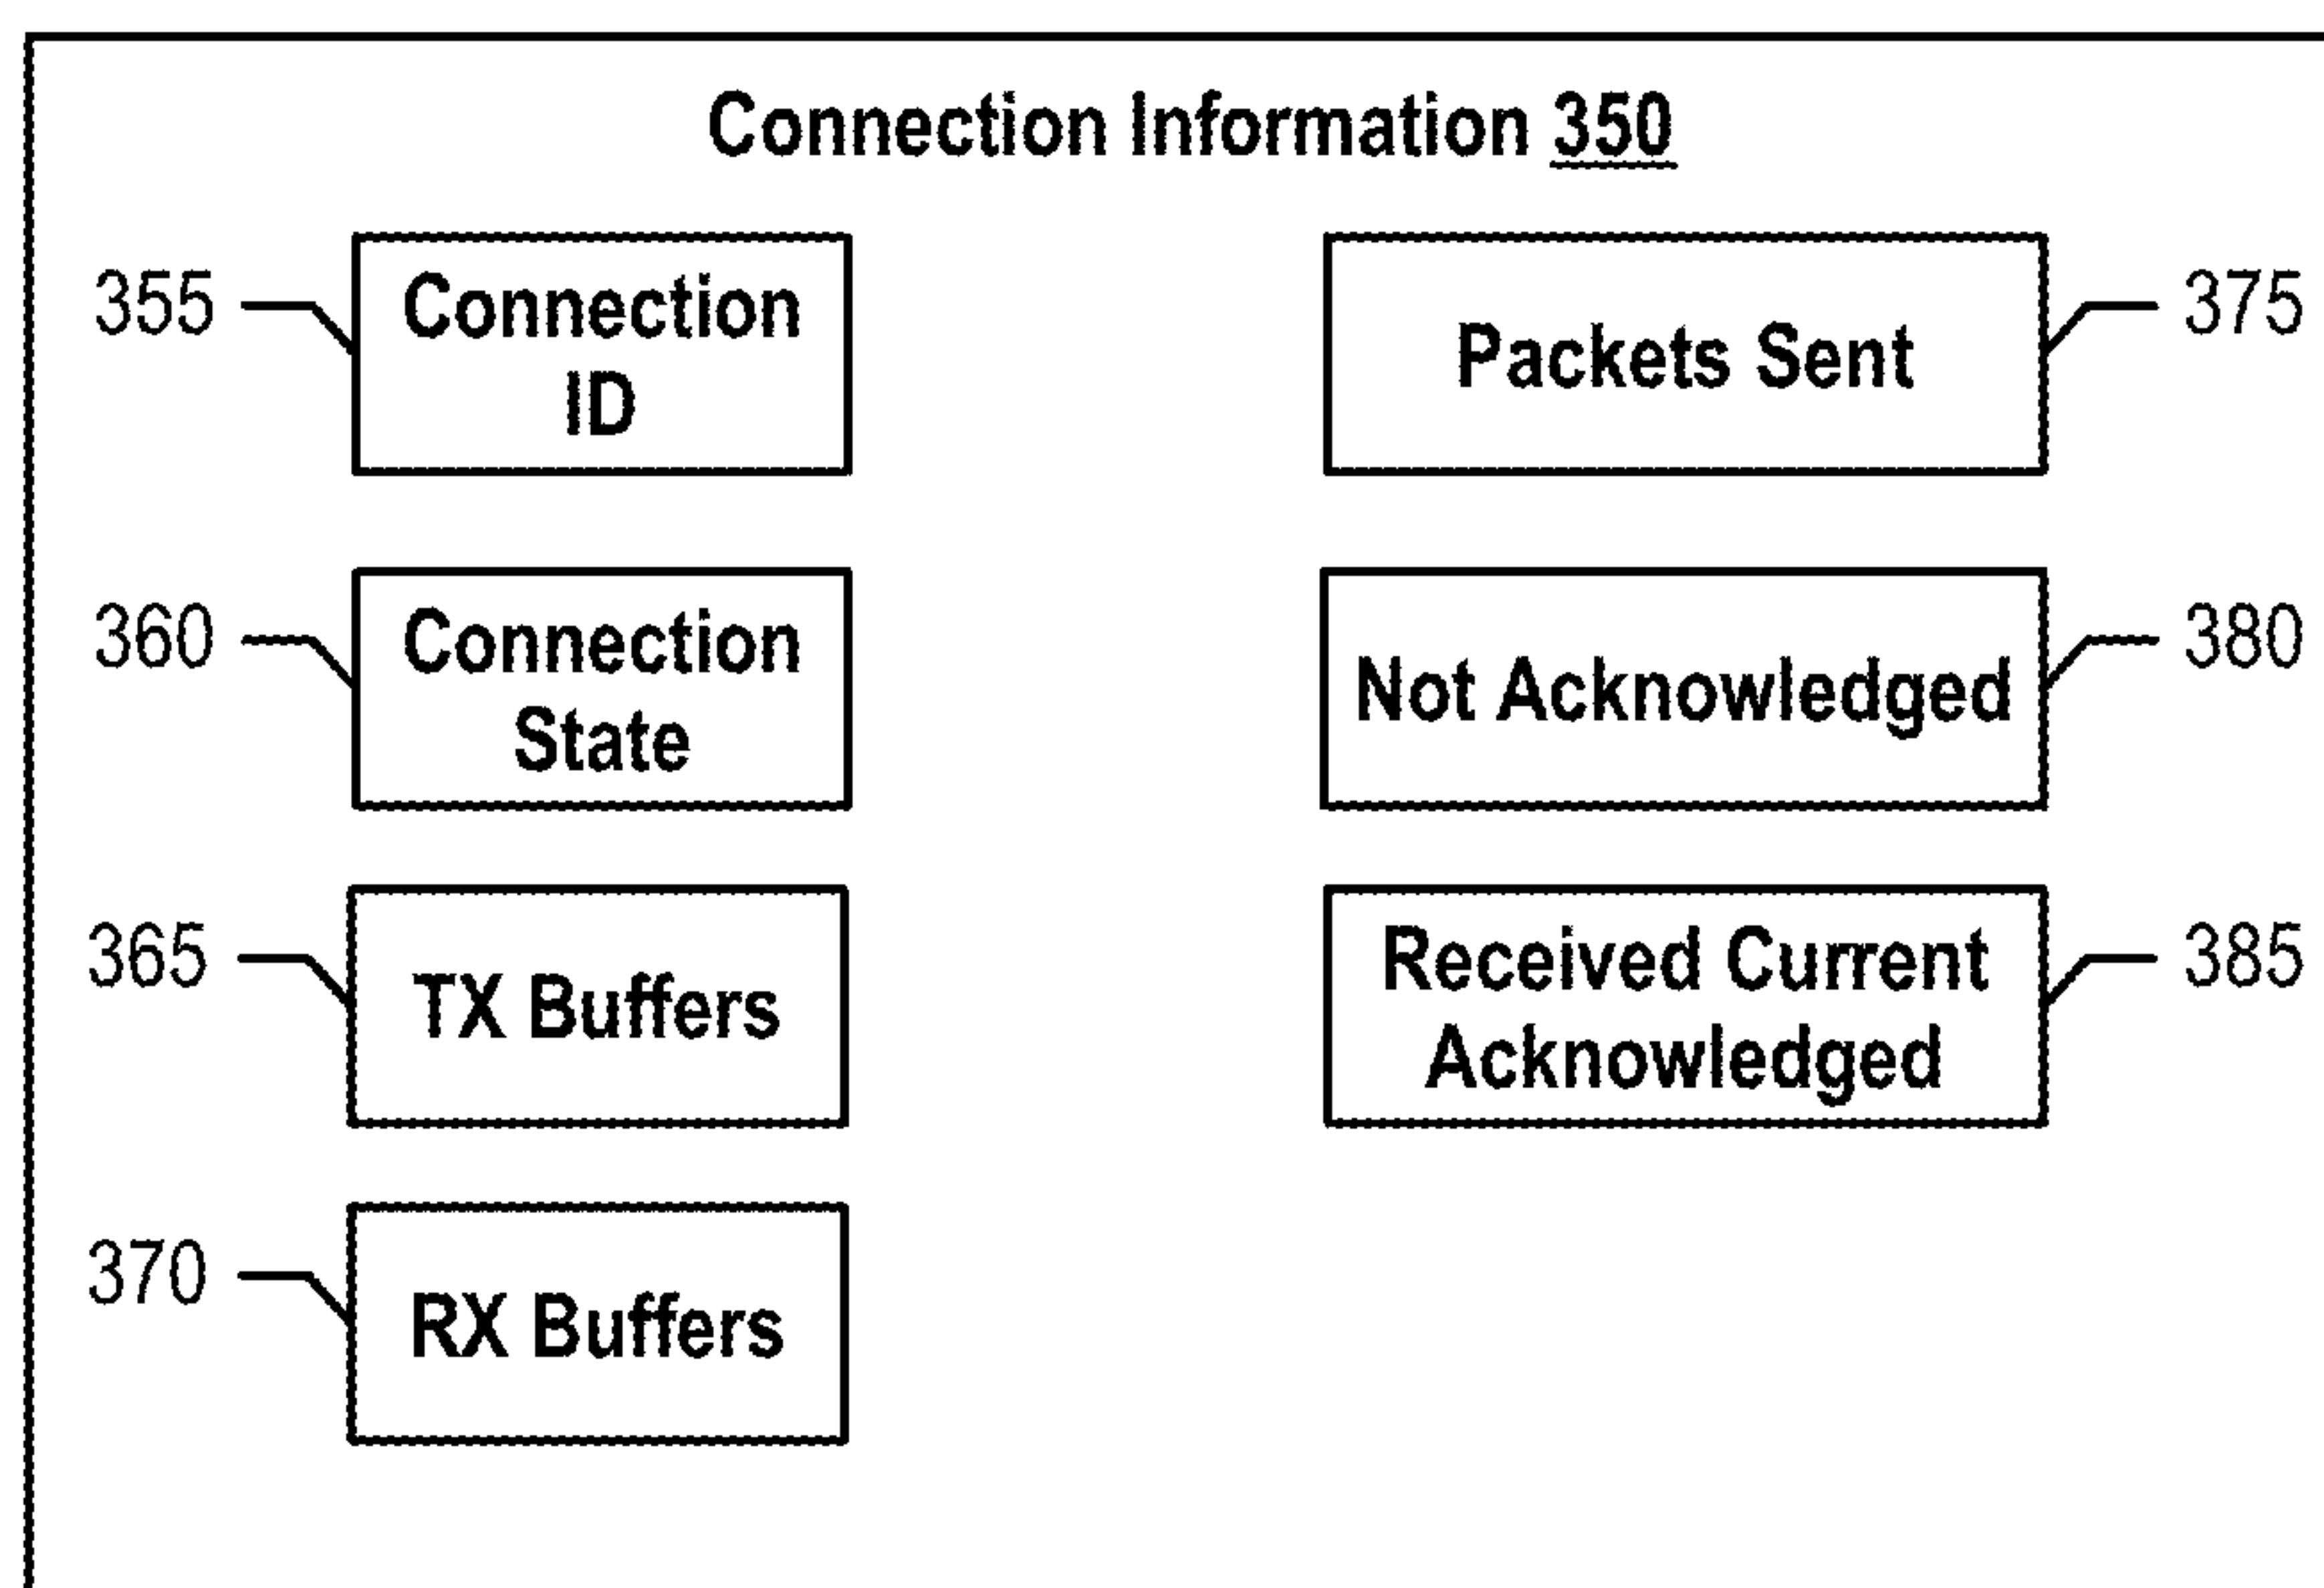 Connection Information 350
355
Connection
ID
Packets Sent
375
360
Connection
State
Not Acknowledged
380
365
TX Buffers
Received Current
Acknowledged
385
370
RX Buffers